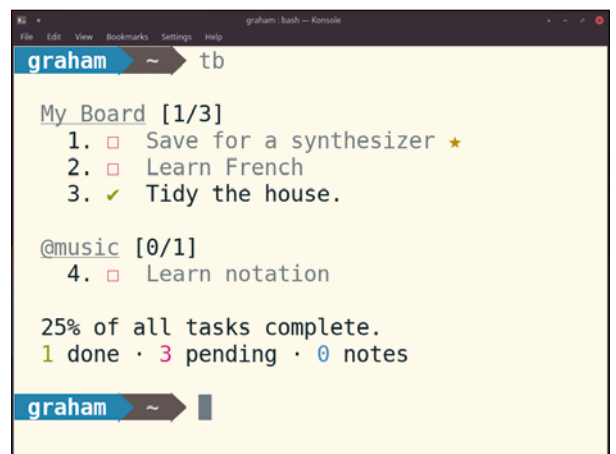 graham : bash — Konsole
File Edit View Bookmarks Settings Help
graham ~ tb
My Board [1/3]
1. □ Save for a synthesizer ★
2. □ Learn French
3. ✔ Tidy the house.
@music [0/1]
4. □ Learn notation
25% of all tasks complete.
1 done · 3 pending · 0 notes
graham ~